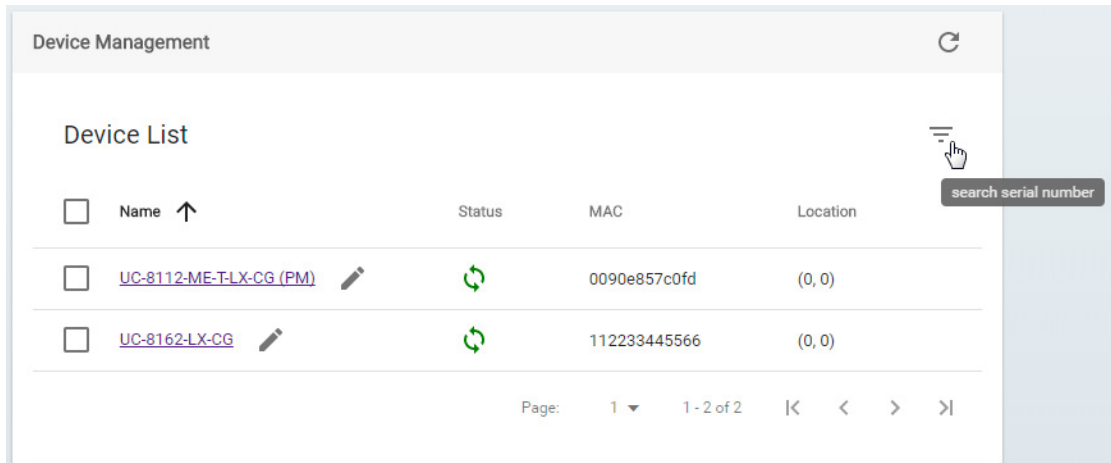 Device Management
Device List
search serial number
Name Status MAC Location
UC-8112-ME-T-LX-CG (PM) 0090e857c0fd (0, 0)
UC-8162-LX-CG 112233445566 (0, 0)
Page: 1 1 - 2 of 2